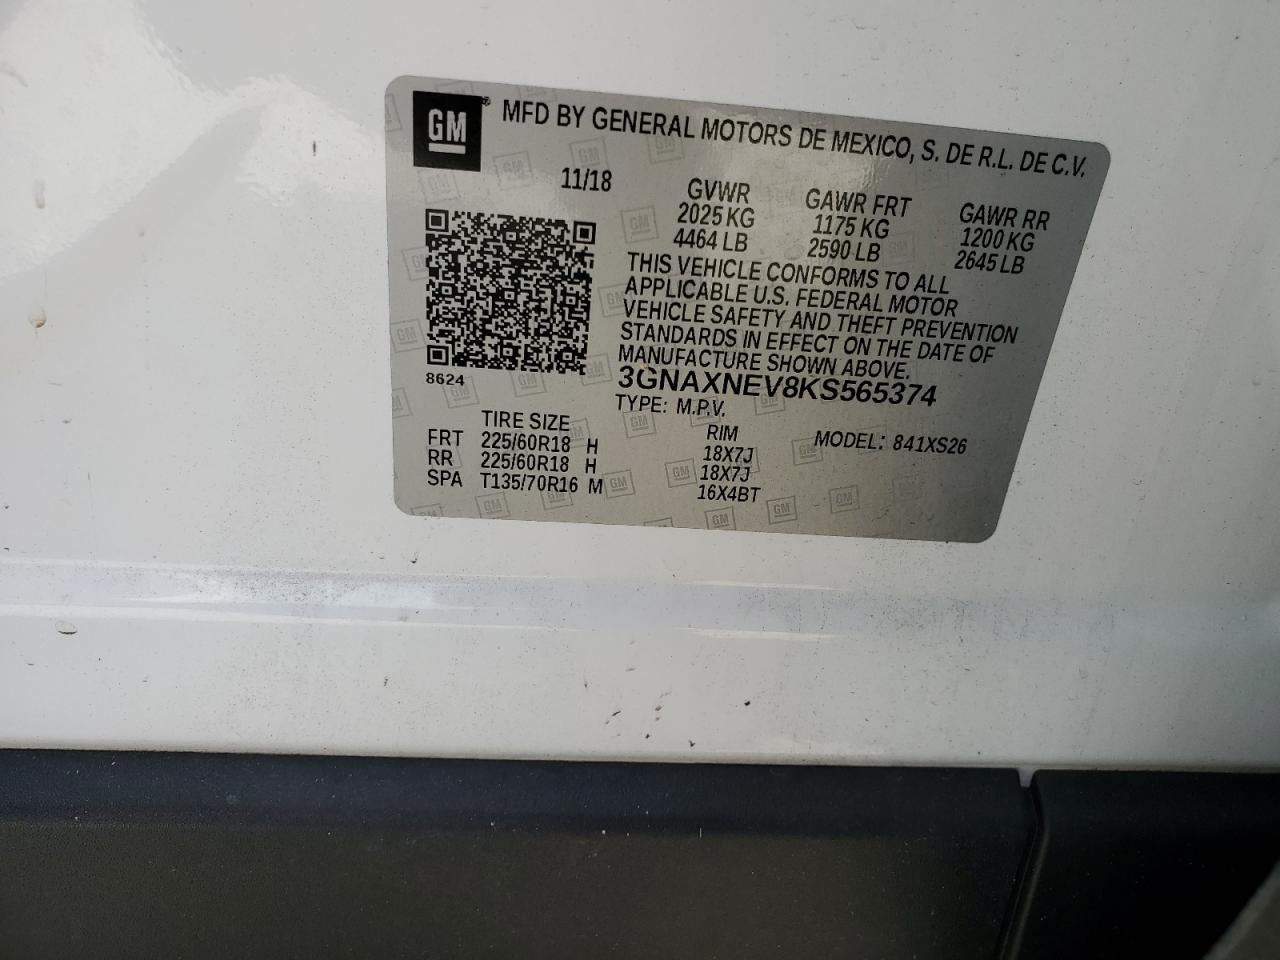 GM ® MFD BY GENERAL MOTORS DE MEXICO, S. DE R.L. DE C.V.
11/18
GVWR
2025 KG
4464 LB
GAWR FRT
1175 KG
2590 LB
GAWR RR
1200 KG
2645 LB
THIS VEHICLE CONFORMS TO ALL
APPLICABLE U.S. FEDERAL MOTOR
VEHICLE SAFETY AND THEFT PREVENTION
STANDARDS IN EFFECT ON THE DATE OF
MANUFACTURE SHOWN ABOVE.
8624
3GNAXNEV8KS565374
TYPE: M.P.V.
MODEL: 841XS26
TIRE SIZE RIM
FRT 225/60R18 H 18X7J
RR 225/60R18 H 18X7J
SPA T135/70R16 M 16X4BT